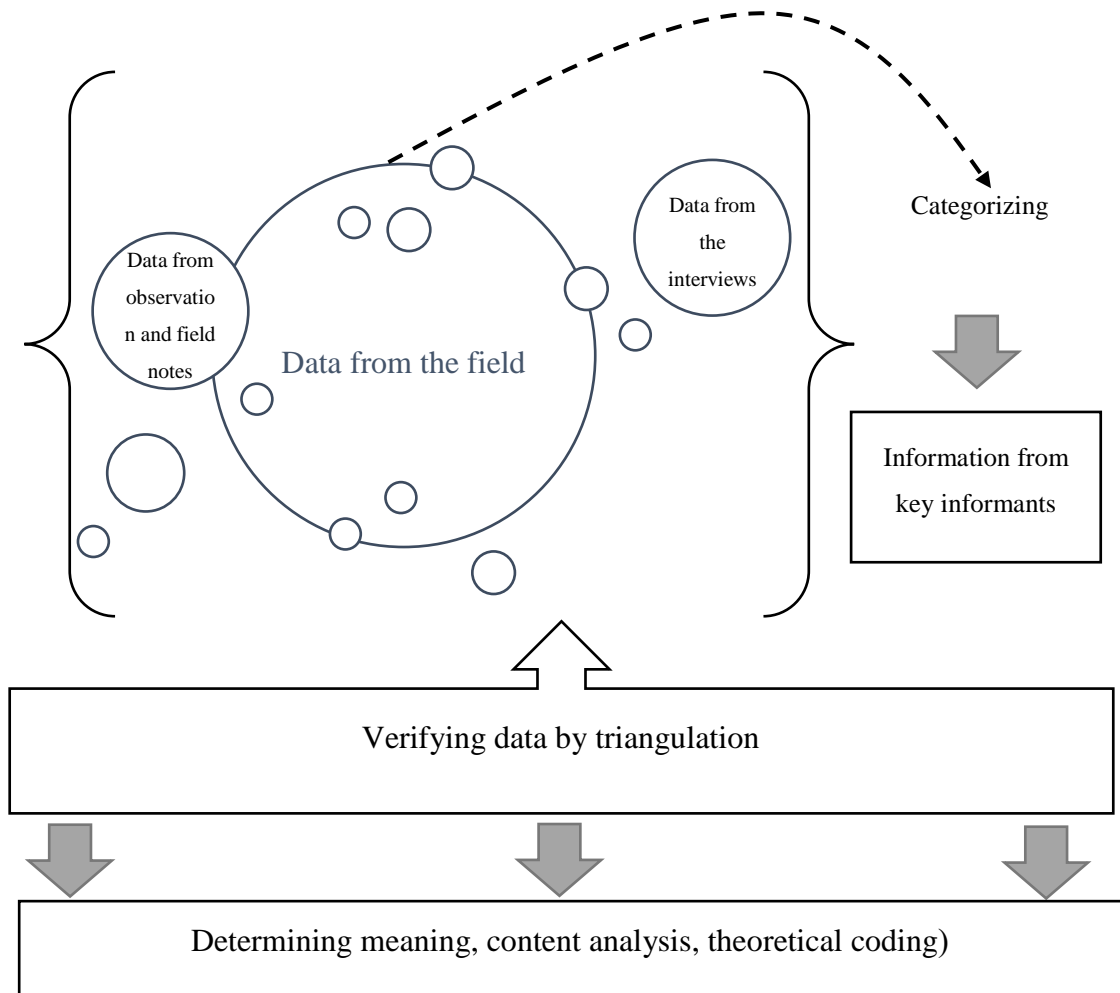 Data from
observatio
n and field
notes
Data from the field
Data from
the
interviews
Categorizing
Information from
key informants
Verifying data by triangulation
Determining meaning, content analysis, theoretical coding)